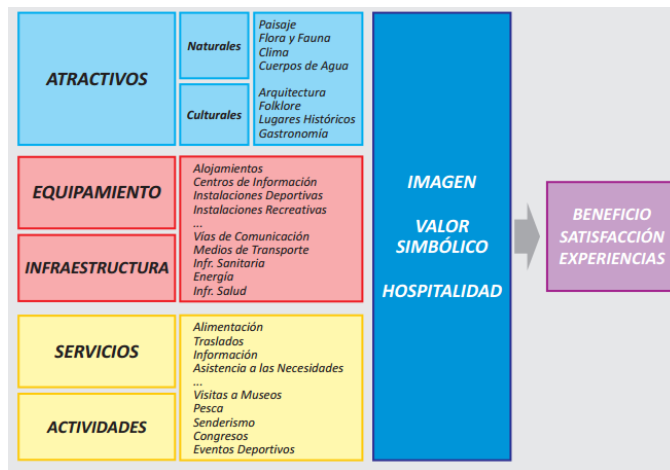 ATRACTIVOS
Naturales
Paisaje
Flora y Fauna
Clima
Cuerpos de Agua
Culturales
Arquitectura
Folklore
Lugares Históricos
Gastronomía
EQUIPAMIENTO
INFRAESTRUCTURA
Alojamientos
Centros de Información
Instalaciones Deportivas
Instalaciones Recreativas
...
Vías de Comunicación
Medios de Transporte
Infr. Sanitaria
Energía
Infr. Salud
SERVICIOS
ACTIVIDADES
Alimentación
Traslados
Información
Asistencia a las Necesidades
...
Visitas a Museos
Pesca
Senderismo
Congresos
Eventos Deportivos
IMAGEN
VALOR
SIMBÓLICO
HOSPITALIDAD
BENEFICIO
SATISFACCIÓN
EXPERIENCIAS